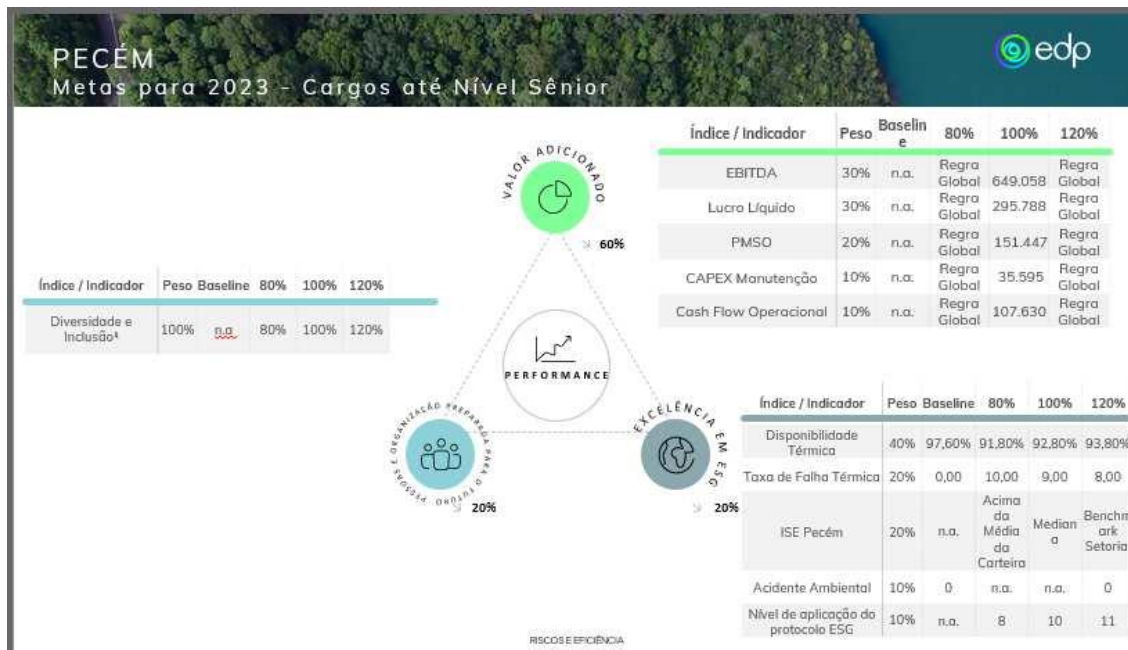 PECÉM
Metas para 2023 - Cargos até Nível Sênior
edp
Índice / Indicador Peso Baselin e 80% 100% 120%
EBITDA 30% n.a. Regra Global 649.058 Regra Global
Lucro Líquido 30% n.a. Regra Global 295.788 Regra Global
PMSO 20% n.a. Regra Global 151.447 Regra Global
CAPEX Manutenção 10% n.a. Regra Global 35.595 Regra Global
Cash Flow Operacional 10% n.a. Regra Global 107.630 Regra Global
VALOR ADICIONADO
60%
Índice / Indicador Peso Baseline 80% 100% 120%
Diversidade e Inclusão¹ 100% n.a 80% 100% 120%
PERFORMANCE
PESSOAS E ORGANIZAÇÃO PREPARADA PARA O FUTURO
20%
EXCELÊNCIA EM ESG
20%
Índice / Indicador Peso Baseline 80% 100% 120%
Disponibilidade Térmica 40% 97,60% 91,80% 92,80% 93,80%
Taxa de Falha Térmica 20% 0,00 10,00 9,00 8,00
ISE Pecém 20% n.a. Acima da Média da Carteira Median a Benchm ark Setoria
Acidente Ambiental 10% 0 n.a. n.a. 0
Nível de aplicação do protocolo ESG 10% n.a. 8 10 11
RISCOS E EFICIÊNCIA